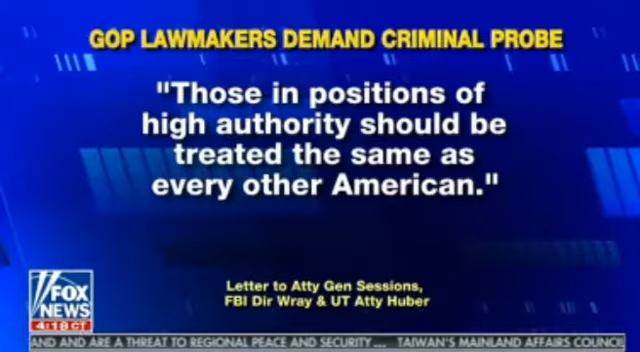 GOP LAWMAKERS DEMAND CRIMINAL PROBE
"Those in positions of
high authority should be
treated the same as
every other American."
Letter to Atty Gen Sessions,
FBI Dir Wray & UT Atty Huber
FOX
NEWS
4:18 CT
AND AND ARE A THREAT TO REGIONAL PEACE AND SECURITY... TAIWAN'S MAINLAND AFFAIRS COUNCI